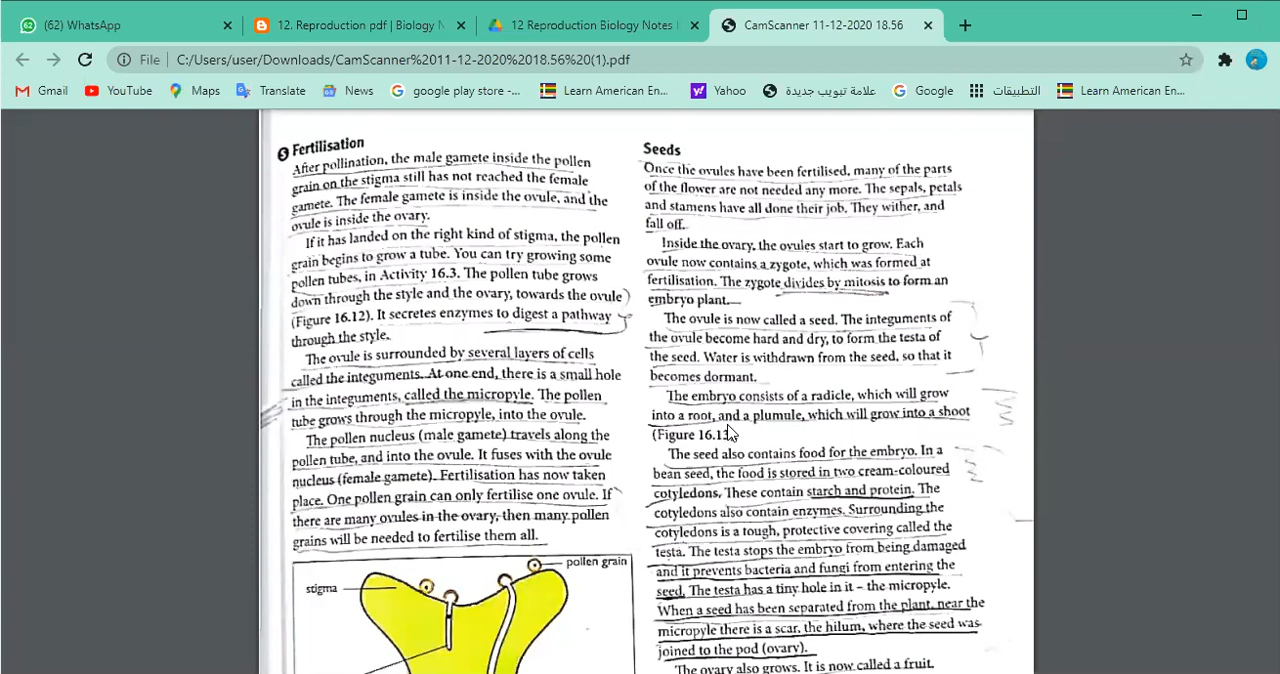 (62) WhatsApp
12. Reproduction pdf | Biology N
12 Reproduction Biology Notes
CamScanner 11-12-2020 18.56
File
C:/Users/user/Downloads/CamScanner%2011-12-2020%2018.56%20(1).pdf
Gmail
YouTube
Maps
Translate
News
google play store -...
Learn American En...
Yahoo
علامة تبويب جديدة
Google
التطبيقات
Learn American En...
5 Fertilisation
After pollination, the male gamete inside the pollen
grain on the stigma still has not reached the female
gamete. The female gamete is inside the ovule, and the
ovule is inside the ovary.
If it has landed on the right kind of stigma, the pollen
grain begins to grow a tube. You can try growing some
pollen tubes, in Activity 16.3. The pollen tube grows
down through the style and the ovary, towards the ovule
(Figure 16.12). It secretes enzymes to digest a pathway
through the style.
The ovule is surrounded by several layers of cells
called the integuments. At one end, there is a small hole
in the integuments, called the micropyle. The pollen
tube grows through the micropyle, into the ovule.
The pollen nucleus (male gamete) travels along the
pollen tube, and into the ovule. It fuses with the ovule
nucleus (female gamete). Fertilisation has now taken
place. One pollen grain can only fertilise one ovule. If
there are many ovules in the ovary, then many pollen
grains will be needed to fertilise them all.
pollen grain
stigma
Seeds
Once the ovules have been fertilised, many of the parts
of the flower are not needed any more. The sepals, petals
and stamens have all done their job. They wither, and
fall off.
Inside the ovary, the ovules start to grow. Each
ovule now contains a zygote, which was formed at
fertilisation. The zygote divides by mitosis to form an
embryo plant.
The ovule is now called a seed. The integuments of
the ovule become hard and dry, to form the testa of
the seed. Water is withdrawn from the seed, so that it
becomes dormant.
The embryo consists of a radicle, which will grow
into a root, and a plumule, which will grow into a shoot
(Figure
The seed also contains food for the embryo. In a
bean seed, the food is stored in two cream-coloured
cotyledons. These contain starch and protein. The
cotyledons also contain enzymes. Surrounding the
cotyledons is a tough, protective covering called the
testa. The testa stops the embryo from being damaged
and it prevents bacteria and fungi from entering the
seed. The testa has a tiny hole in it – the micropyle.
When a seed has been separated from the plant, near the
micropyle there is a scar, the hilum, where the seed was
joined to the pod (ovary).
The ovary also grows. It is now called a fruit.